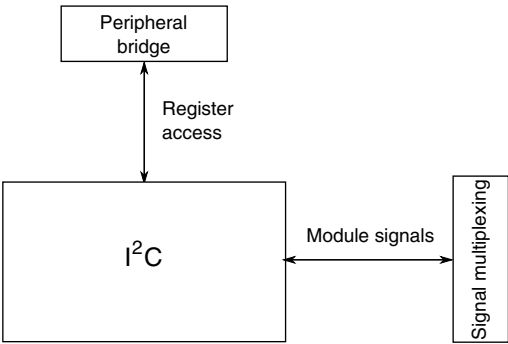 Peripheral
bridge
Register
access
I²C
Module signals
Signal multiplexing